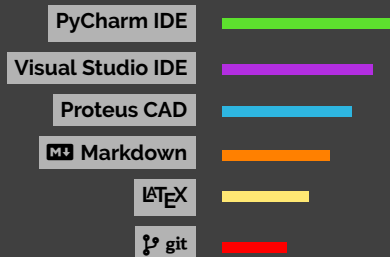 PyCharm IDE
Visual Studio IDE
Proteus CAD
M Markdown
LATEX
git